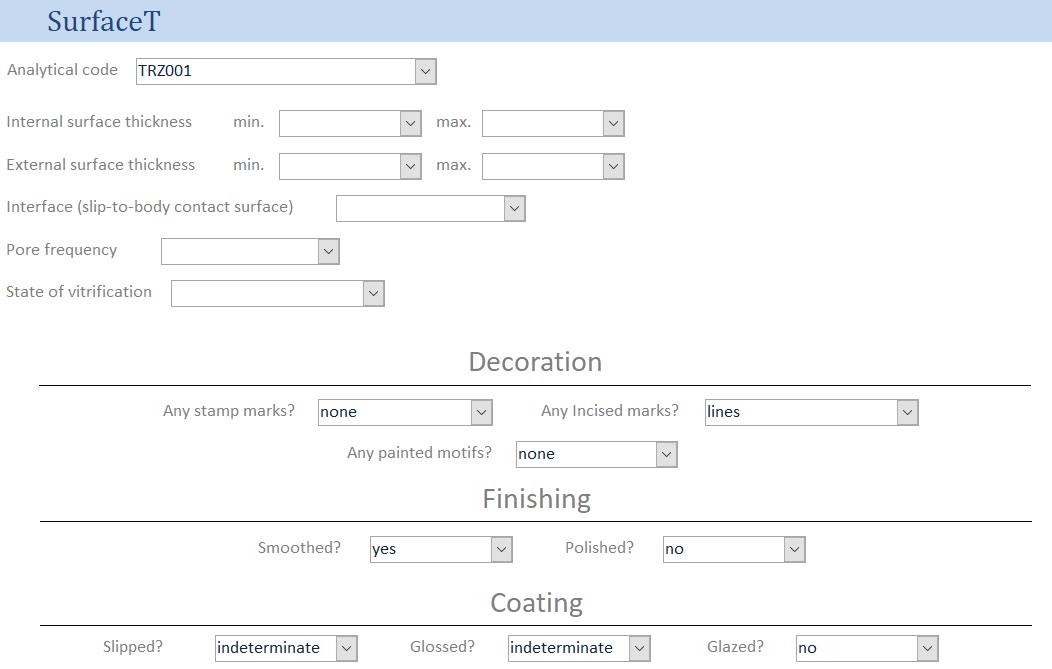 SurfaceT
Analytical code TRZ001
Internal surface thickness min. max.
External surface thickness min. max.
Interface (slip-to-body contact surface)
Pore frequency
State of vitrification
Decoration
Any stamp marks? none Any Incised marks? lines
Any painted motifs? none
Finishing
Smoothed? yes Polished? no
Coating
Slipped? indeterminate Glossed? indeterminate Glazed? no